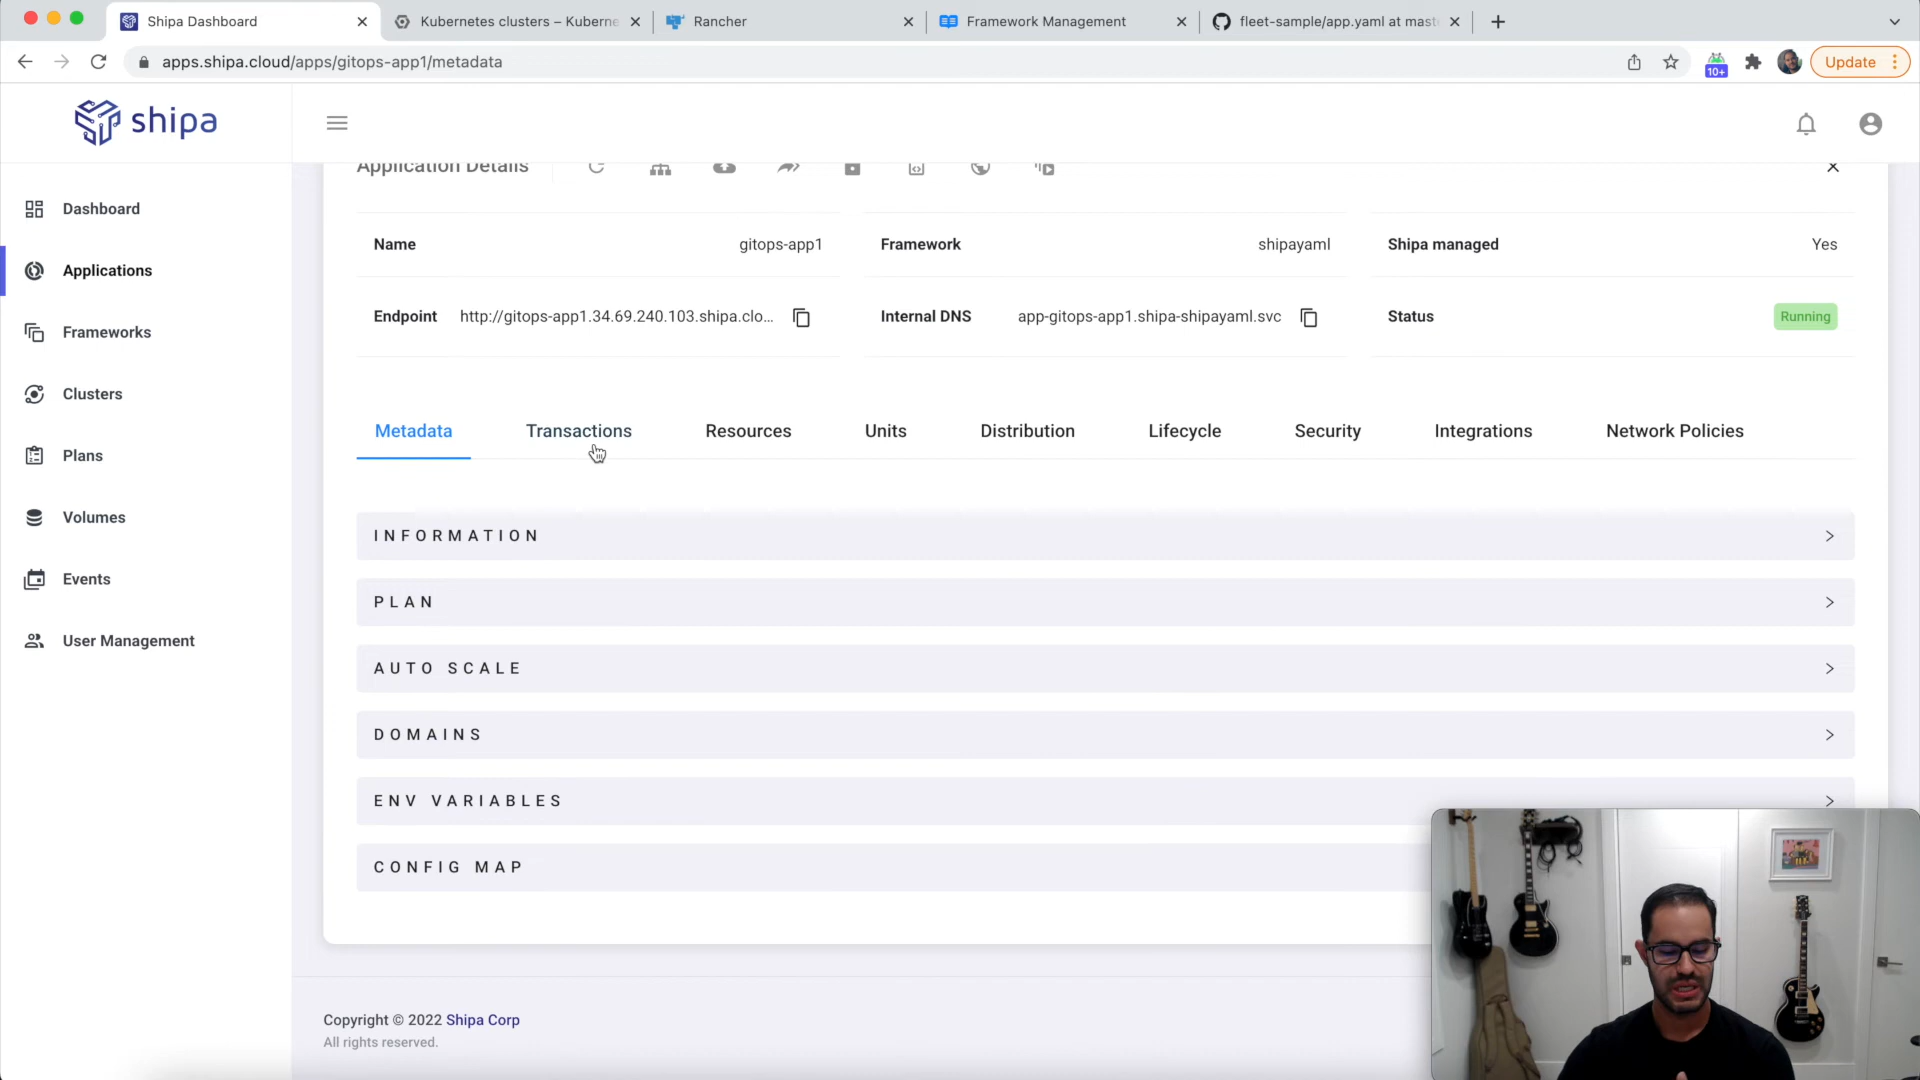 Shipa Dashboard
Kubernetes clusters – Kuberne
Rancher
Framework Management
fleet-sample/app.yaml at mast
apps.shipa.cloud/apps/gitops-app1/metadata
10+
Update
shipa
Application Details
Dashboard
Applications
Frameworks
Clusters
Plans
Volumes
Events
User Management
Name gitops-app1
Framework shipayaml
Shipa managed Yes
Endpoint http://gitops-app1.34.69.240.103.shipa.clo...
Internal DNS app-gitops-app1.shipa-shipayaml.svc
Status Running
Metadata Transactions Resources Units Distribution Lifecycle Security Integrations Network Policies
INFORMATION
PLAN
AUTO SCALE
DOMAINS
ENV VARIABLES
CONFIG MAP
Copyright © 2022 Shipa Corp
All rights reserved.